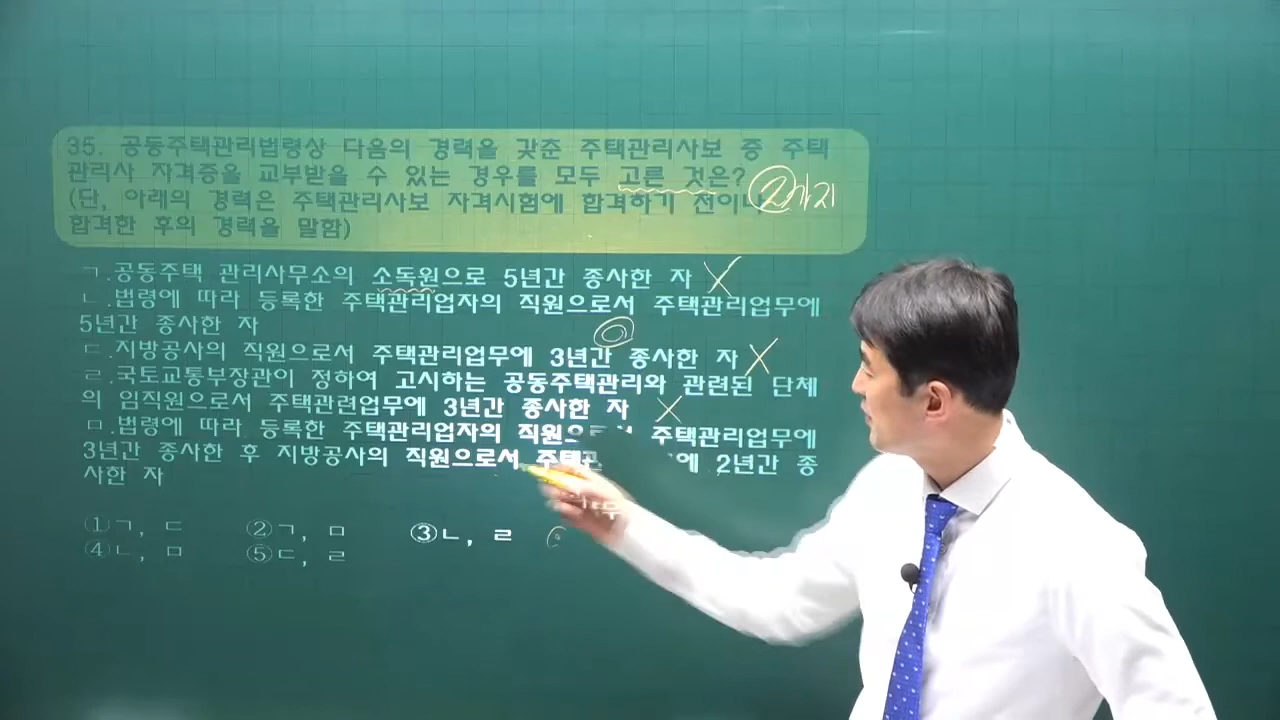 35. 공동주택관리법령상 다음의 경력을 갖춘 주택관리사보 중 주택
관리사 자격증을 교부받을 수 있는 경우를 모두 고른 것은? ②가지
(단, 아래의 경력은 주택관리사보 자격시험에 합격하기 전이나
합격한 후의 경력을 말함)
ㄱ.공동주택 관리사무소의 소독원으로 5년간 종사한 자 X
ㄴ.법령에 따라 등록한 주택관리업자의 직원으로서 주택관리업무에
5년간 종사한 자
ㄷ.지방공사의 직원으로서 주택관리업무에 3년간 종사한 자 X
ㄹ.국토교통부장관이 정하여 고시하는 공동주택관리와 관련된 단체
의 임직원으로서 주택관련업무에 3년간 종사한 자 X
ㅁ.법령에 따라 등록한 주택관리업자의 직원으로서 주택관리업무에
3년간 종사한 후 지방공사의 직원으로서 2년간 종
사한 자
①ㄱ, ㄷ ②ㄱ, ㅁ ③ㄴ, ㄹ
④ㄴ, ㅁ ⑤ㄷ, ㄹ